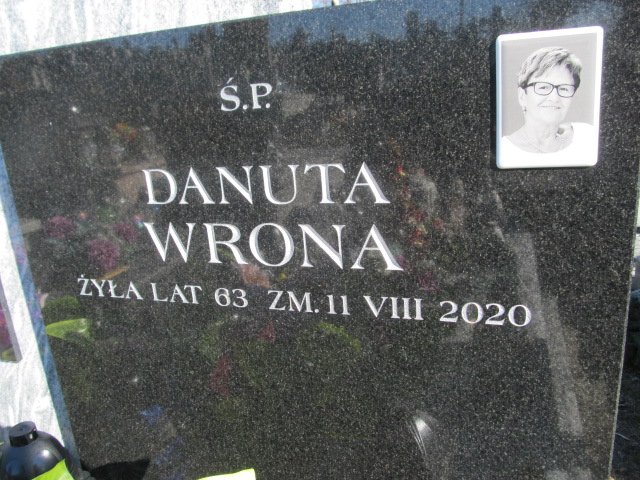 Ś.P.
DANUTA
WRONA
ŻYŁA LAT 63 ZM. 11 VIII 2020